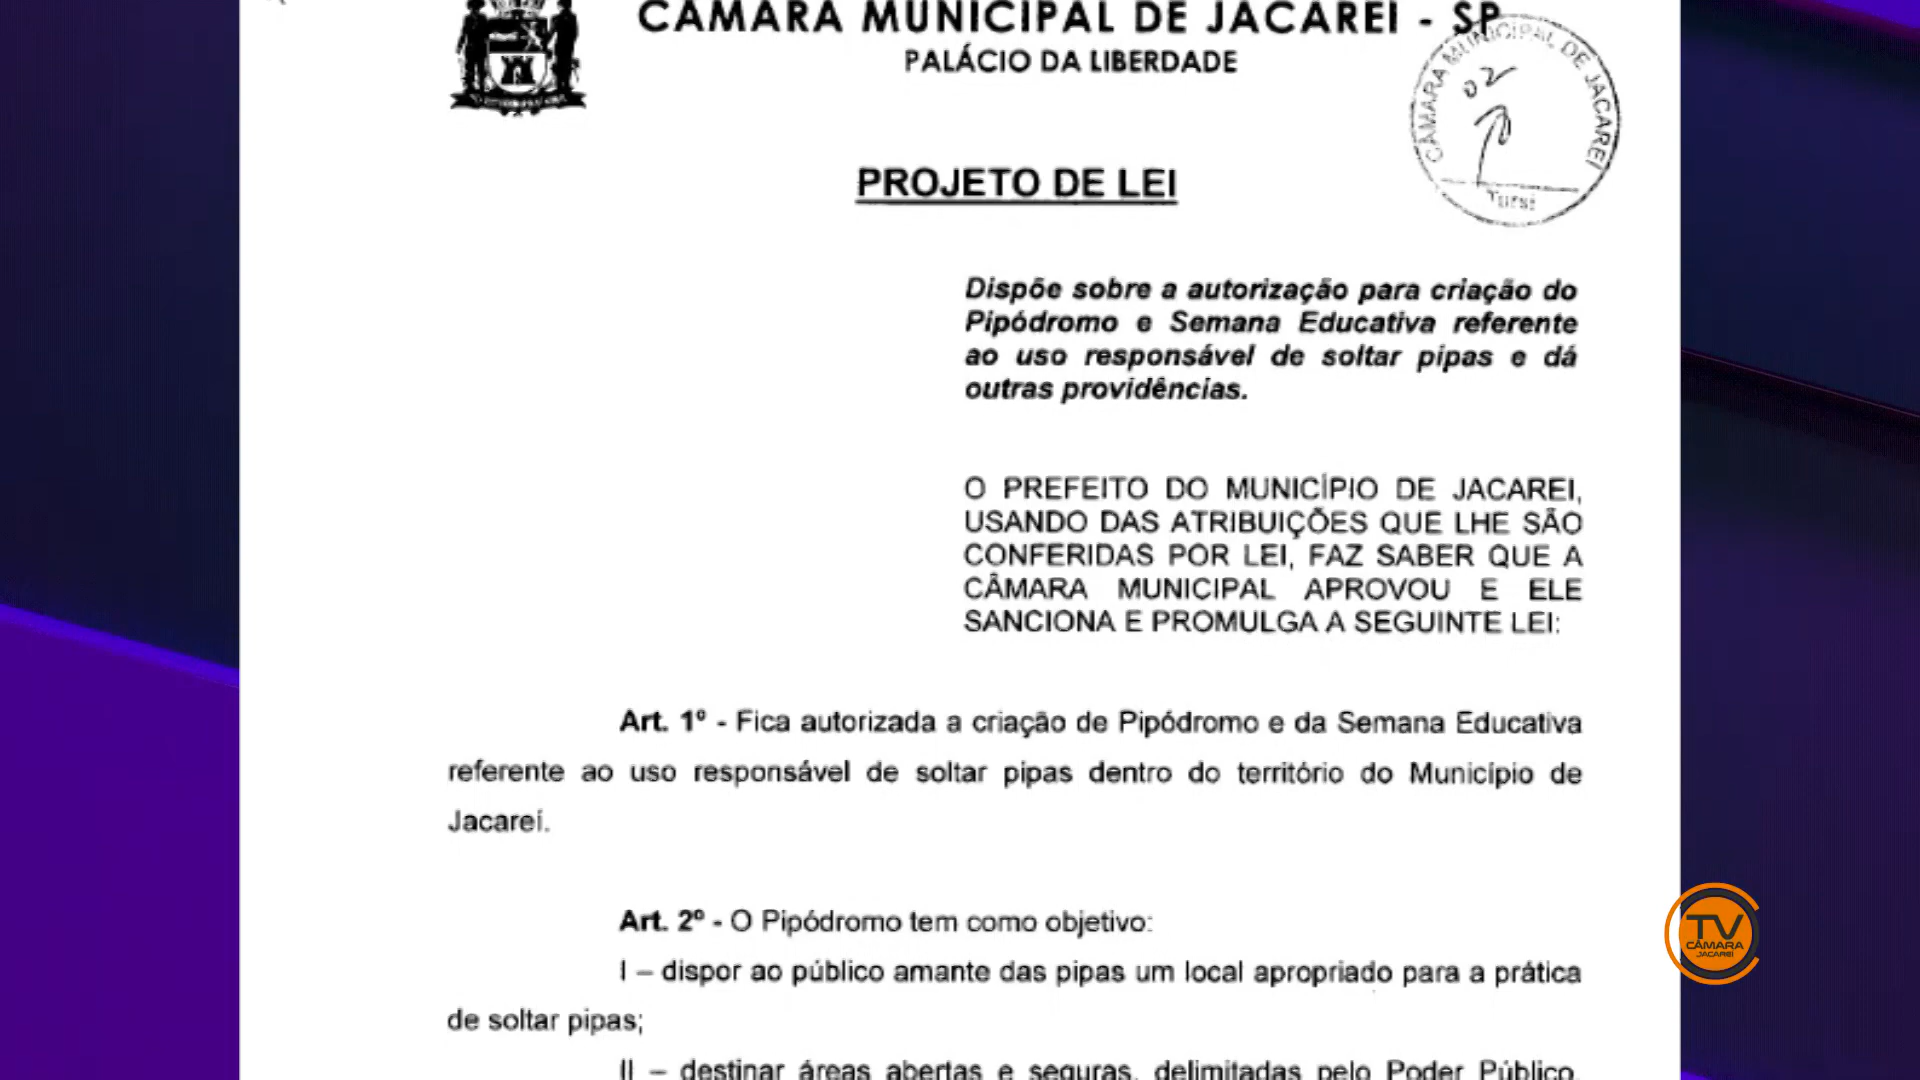 CÂMARA MUNICIPAL DE JACAREÍ - SP
PALÁCIO DA LIBERDADE
CÂMARA MUNICIPAL DE JACAREÍ
02
PROJETO DE LEI
Dispõe sobre a autorização para criação do
Pipódromo e Semana Educativa referente
ao uso responsável de soltar pipas e dá
outras providências.
O PREFEITO DO MUNICÍPIO DE JACAREÍ,
USANDO DAS ATRIBUIÇÕES QUE LHE SÃO
CONFERIDAS POR LEI, FAZ SABER QUE A
CÂMARA MUNICIPAL APROVOU E ELE
SANCIONA E PROMULGA A SEGUINTE LEI:
Art. 1º - Fica autorizada a criação de Pipódromo e da Semana Educativa
referente ao uso responsável de soltar pipas dentro do território do Município de
Jacareí.
Art. 2º - O Pipódromo tem como objetivo:
I – dispor ao público amante das pipas um local apropriado para a prática
de soltar pipas;
II – destinar áreas abertas e seguras, delimitadas pelo Poder Público,
TV
CÂMARA
JACAREÍ